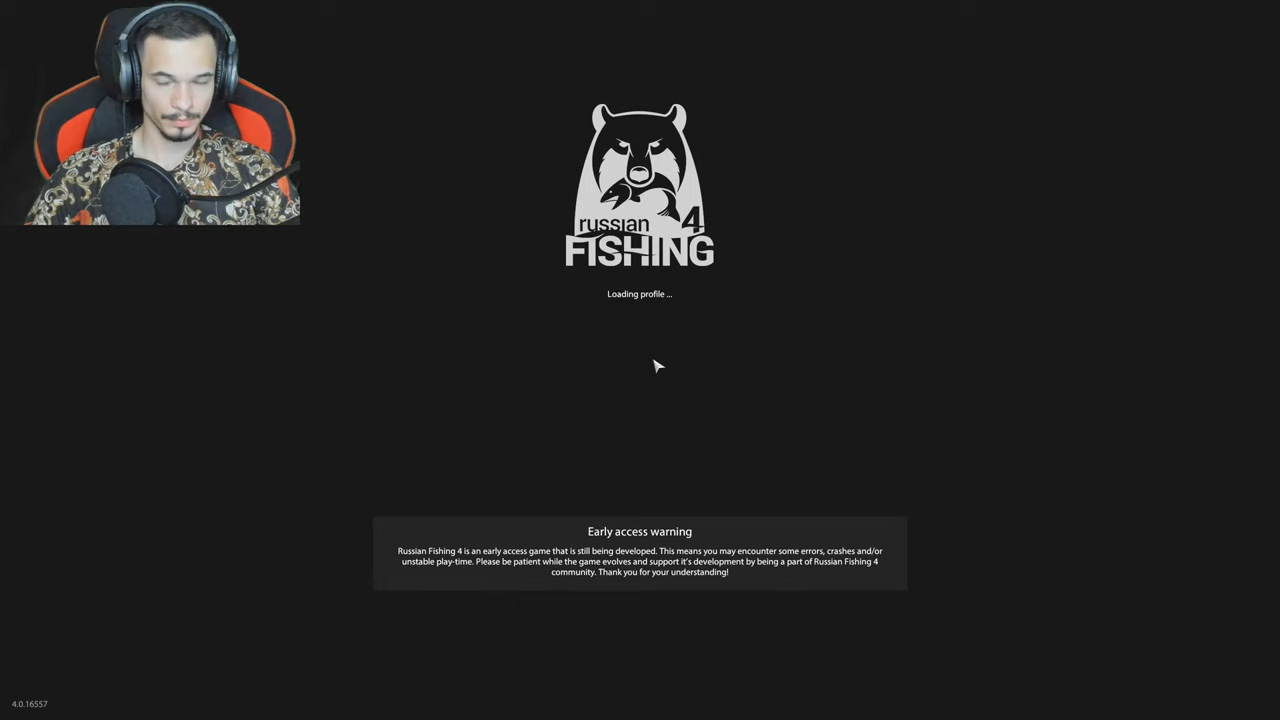 russian 4
FISHING
Loading profile ...
Early access warning
Russian Fishing 4 is an early access game that is still being developed. This means you may encounter some errors, crashes and/or
unstable play-time. Please be patient while the game evolves and support it's development by being a part of Russian Fishing 4
community. Thank you for your understanding!
4.0.16557